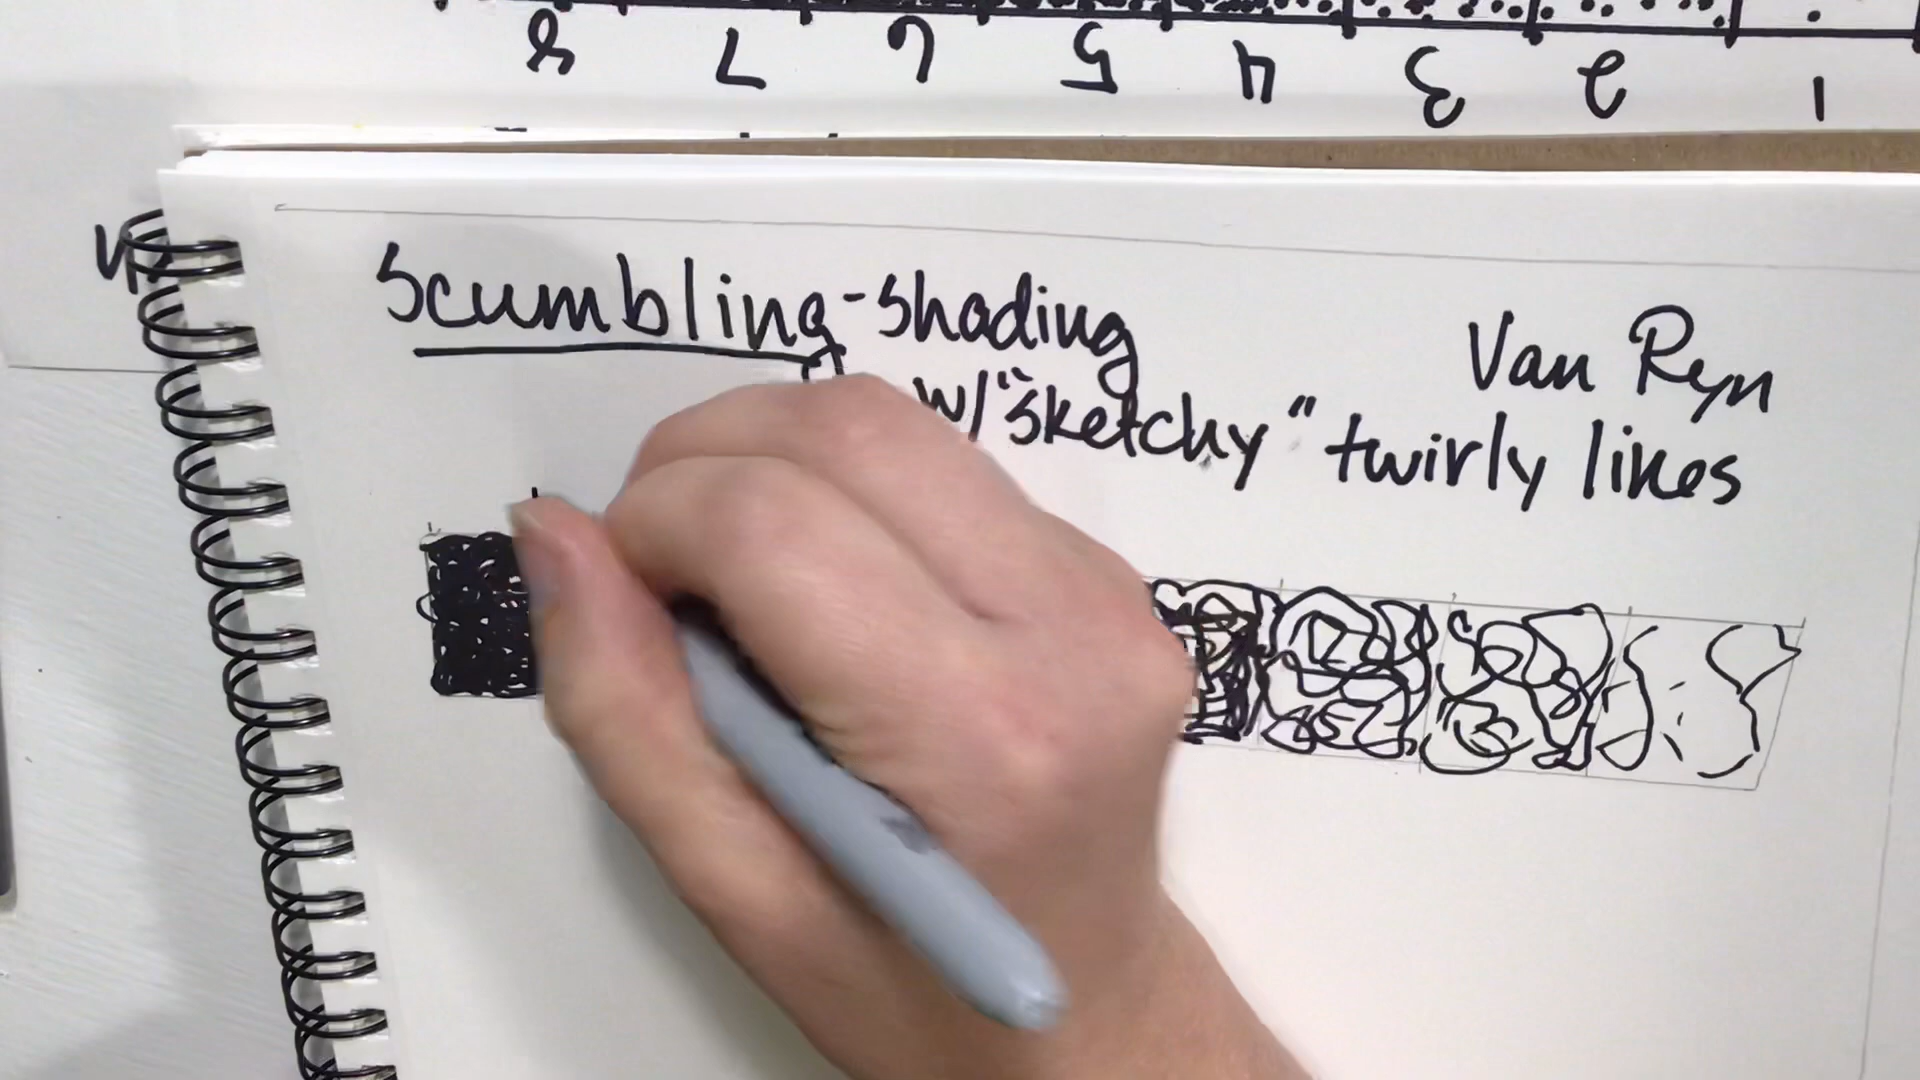 8 7 6 5 4 3 2 1
Scumbling-Shading
w/"Sketchy" twirly lines
Van Ryn